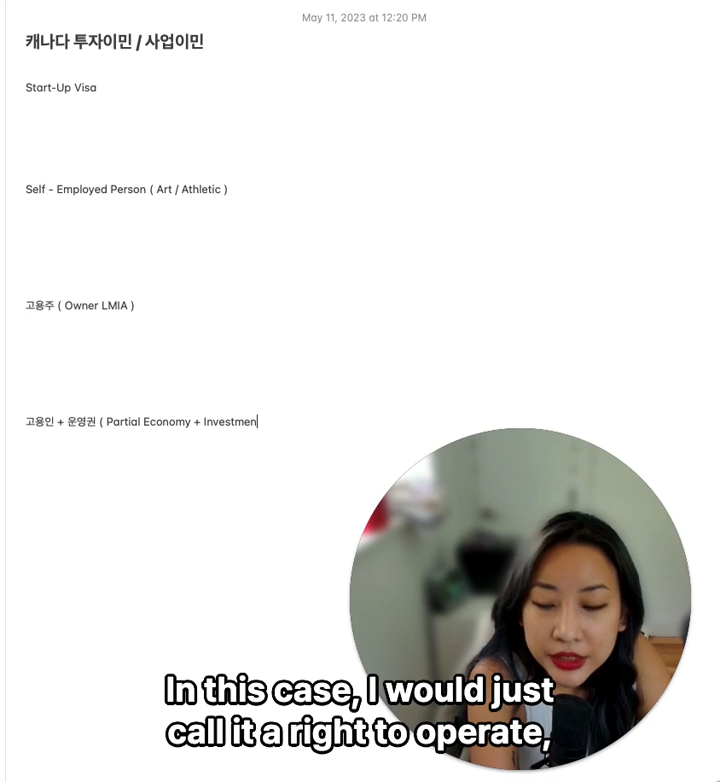 May 11, 2023 at 12:20 PM
캐나다 투자이민 / 사업이민
Start-Up Visa
Self - Employed Person ( Art / Athletic )
고용주 ( Owner LMIA )
고용인 + 운영권 ( Partial Economy + Investmen
In this case, I would just
call it a right to operate,